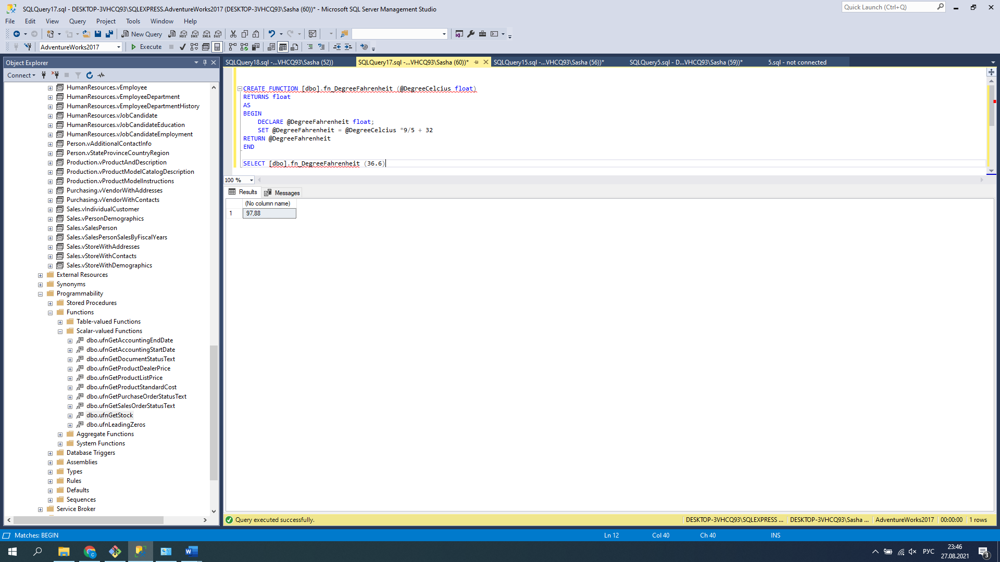 SQLQuery17.sql - DESKTOP-3VHCQ93\SQLEXPRESS.AdventureWorks2017 (DESKTOP-3VHCQ93\Sasha (60))* - Microsoft SQL Server Management Studio
Quick Launch (Ctrl+Q)
File Edit View Query Project Tools Window Help
New Query MDX DMX XMLA DAX
AdventureWorks2017 Execute
Object Explorer
SQLQuery18.sql -...VHCQ93\Sasha (52)) SQLQuery17.sql -...VHCQ93\Sasha (60))* SQLQuery15.sql -...VHCQ93\Sasha (56))* SQLQuery5.sql - D...VHCQ93\Sasha (59))* 5.sql - not connected
Connect
HumanResources.vEmployee
HumanResources.vEmployeeDepartment
HumanResources.vEmployeeDepartmentHistory
HumanResources.vJobCandidate
HumanResources.vJobCandidateEducation
HumanResources.vJobCandidateEmployment
Person.vAdditionalContactInfo
Person.vStateProvinceCountryRegion
Production.vProductAndDescription
Production.vProductModelCatalogDescription
Production.vProductModelInstructions
Purchasing.vVendorWithAddresses
Purchasing.vVendorWithContacts
Sales.vIndividualCustomer
Sales.vPersonDemographics
Sales.vSalesPerson
Sales.vSalesPersonSalesByFiscalYears
Sales.vStoreWithAddresses
Sales.vStoreWithContacts
Sales.vStoreWithDemographics
External Resources
Synonyms
Programmability
Stored Procedures
Functions
Table-valued Functions
Scalar-valued Functions
dbo.ufnGetAccountingEndDate
dbo.ufnGetAccountingStartDate
dbo.ufnGetDocumentStatusText
dbo.ufnGetProductDealerPrice
dbo.ufnGetProductListPrice
dbo.ufnGetProductStandardCost
dbo.ufnGetPurchaseOrderStatusText
dbo.ufnGetSalesOrderStatusText
dbo.ufnGetStock
dbo.ufnLeadingZeros
Aggregate Functions
System Functions
Database Triggers
Assemblies
Types
Rules
Defaults
Sequences
Service Broker
CREATE FUNCTION [dbo].fn_DegreeFahrenheit (@DegreeCelcius float)
RETURNS float
AS
BEGIN
DECLARE @DegreeFahrenheit float;
SET @DegreeFahrenheit = @DegreeCelcius *9/5 + 32
RETURN @DegreeFahrenheit
END
SELECT [dbo].fn_DegreeFahrenheit (36.6)
100 %
Results Messages
(No column name)
1 97,88
Query executed successfully. DESKTOP-3VHCQ93\SQLEXPRESS ... DESKTOP-3VHCQ93\Sasha ... AdventureWorks2017 00:00:00 1 rows
Matches: BEGIN Ln 12 Col 40 Ch 40 INS
РУС 23:46
27.08.2021
3